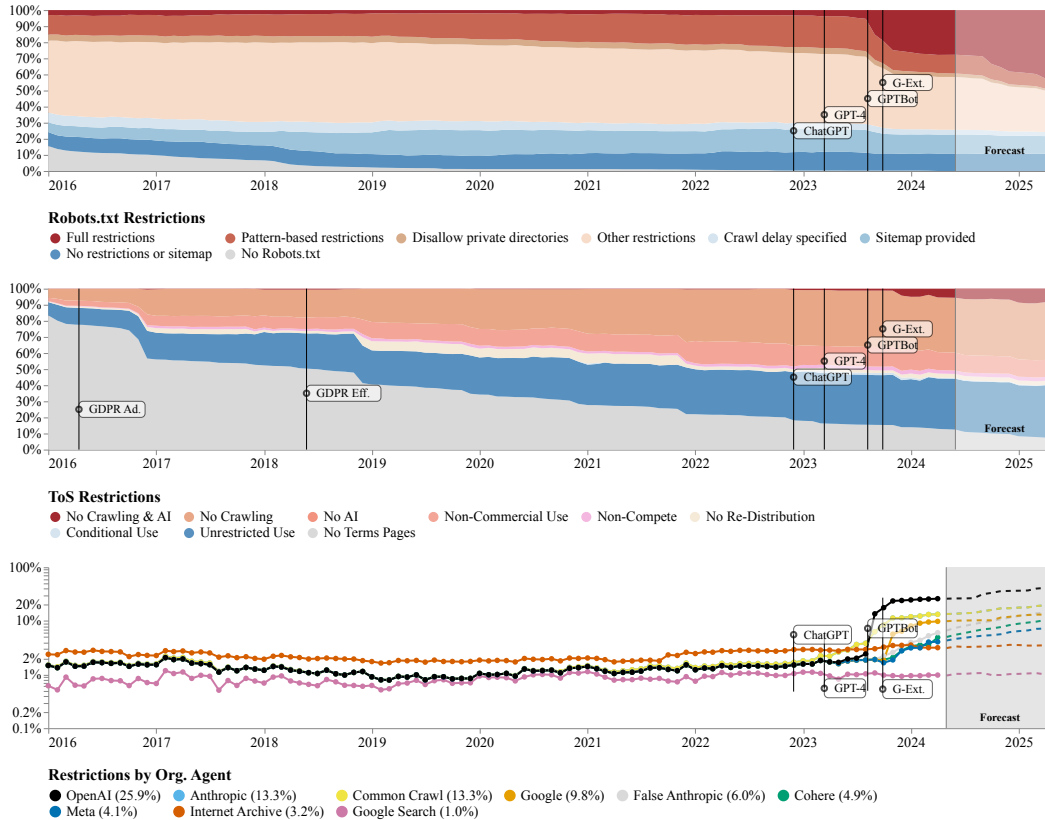 100%
90%
80%
70%
60%
50%
40%
30%
20%
10%
0%
G-Ext.
GPTBot
GPT-4
ChatGPT
Forecast
2016 2017 2018 2019 2020 2021 2022 2023 2024 2025
Robots.txt Restrictions
Full restrictions Pattern-based restrictions Disallow private directories Other restrictions Crawl delay specified Sitemap provided
No restrictions or sitemap No Robots.txt
100%
90%
80%
70%
60%
50%
40%
30%
20%
10%
0%
G-Ext.
GPTBot
GPT-4
ChatGPT
GDPR Eff.
GDPR Ad.
Forecast
2016 2017 2018 2019 2020 2021 2022 2023 2024 2025
ToS Restrictions
No Crawling & AI No Crawling No AI Non-Commercial Use Non-Compete No Re-Distribution
Conditional Use Unrestricted Use No Terms Pages
100%
20%
10%
2%
1%
0.2%
0.1%
GPTBot
ChatGPT
GPT-4
G-Ext.
Forecast
2016 2017 2018 2019 2020 2021 2022 2023 2024 2025
Restrictions by Org. Agent
OpenAI (25.9%) Anthropic (13.3%) Common Crawl (13.3%) Google (9.8%) False Anthropic (6.0%) Cohere (4.9%)
Meta (4.1%) Internet Archive (3.2%) Google Search (1.0%)